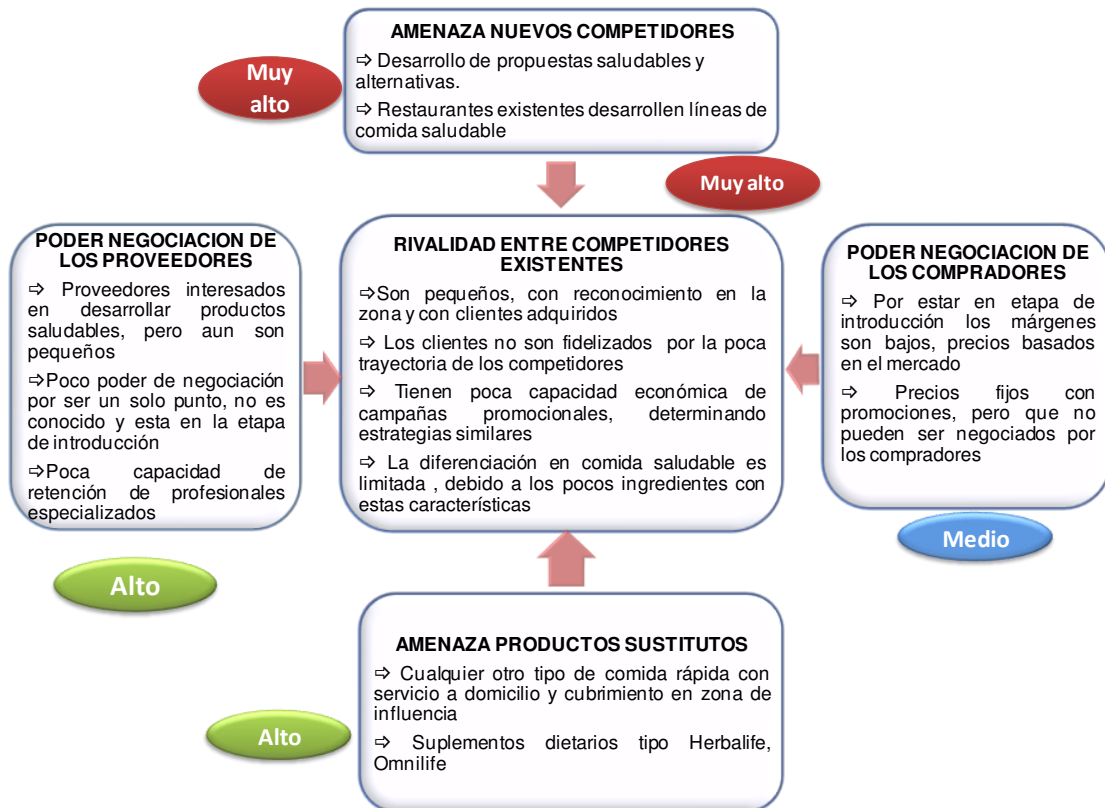 AMENAZA NUEVOS COMPETIDORES
⇨ Desarrollo de propuestas saludables y
alternativas.
⇨ Restaurantes existentes desarrollen líneas de
comida saludable
Muy
alto
Muy alto
PODER NEGOCIACION DE
LOS PROVEEDORES
⇨ Proveedores interesados
en desarrollar productos
saludables, pero aun son
pequeños
⇨Poco poder de negociación
por ser un solo punto, no es
conocido y esta en la etapa
de introducción
⇨Poca capacidad de
retención de profesionales
especializados
Alto
RIVALIDAD ENTRE COMPETIDORES
EXISTENTES
⇨Son pequeños, con reconocimiento en la
zona y con clientes adquiridos
⇨ Los clientes no son fidelizados por la poca
trayectoria de los competidores
⇨ Tienen poca capacidad económica de
campañas promocionales, determinando
estrategias similares
⇨ La diferenciación en comida saludable es
limitada , debido a los pocos ingredientes con
estas características
PODER NEGOCIACION DE
LOS COMPRADORES
⇨ Por estar en etapa de
introducción los márgenes
son bajos, precios basados
en el mercado
⇨ Precios fijos con
promociones, pero que no
pueden ser negociados por
los compradores
Medio
AMENAZA PRODUCTOS SUSTITUTOS
⇨ Cualquier otro tipo de comida rápida con
servicio a domicilio y cubrimiento en zona de
influencia
⇨ Suplementos dietarios tipo Herbalife,
Omnilife
Alto